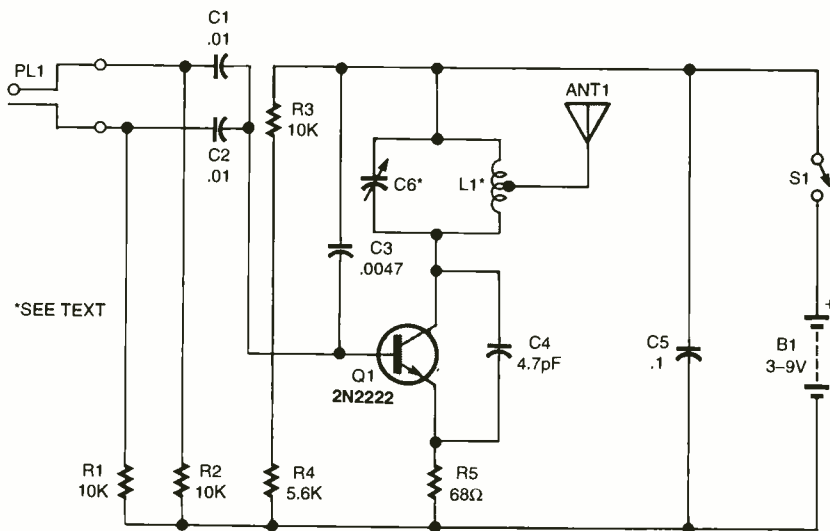 C1
.01
PL1
C2
.01
R3
10K
ANT1
C6*
L1*
S1
C3
.0047
*SEE TEXT
Q1
2N2222
C4
4.7pF
C5
.1
+
B1
3–9V
R1
10K
R2
10K
R4
5.6K
R5
68Ω